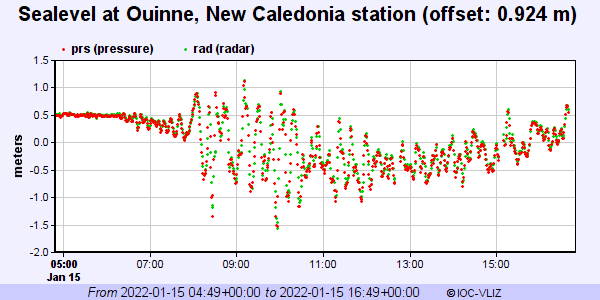 Sealevel at Ouinne, New Caledonia station (offset: 0.924 m)
prs (pressure) rad (radar)
1.5
1.0
0.5
0.0
-0.5
-1.0
-1.5
-2.0
meters
05:00 07:00 09:00 11:00 13:00 15:00
Jan 15
From 2022-01-15 04:49+00:00 to 2022-01-15 16:49+00:00 © IOC-VLIZ